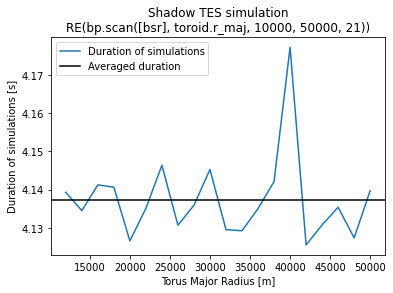 Shadow TES simulation
RE(bp.scan([bsr], toroid.r_maj, 10000, 50000, 21))
Duration of simulations
Averaged duration
Duration of simulations [s]
4.17
4.16
4.15
4.14
4.13
15000 20000 25000 30000 35000 40000 45000 50000
Torus Major Radius [m]